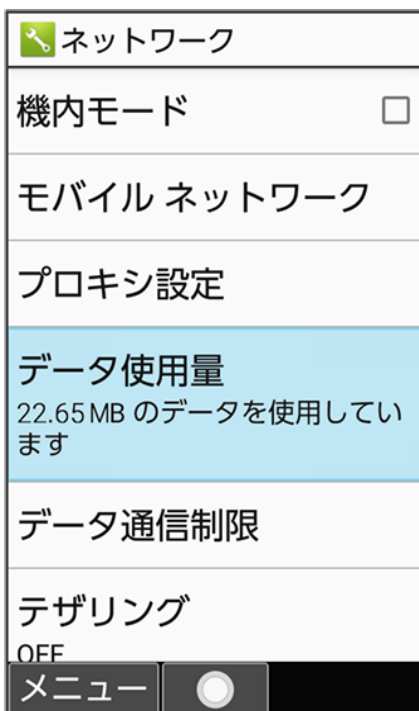 ネットワーク
機内モード
モバイル ネットワーク
プロキシ設定
データ使用量
22.65 MB のデータを使用してい
ます
データ通信制限
テザリング
OFF
メニュー